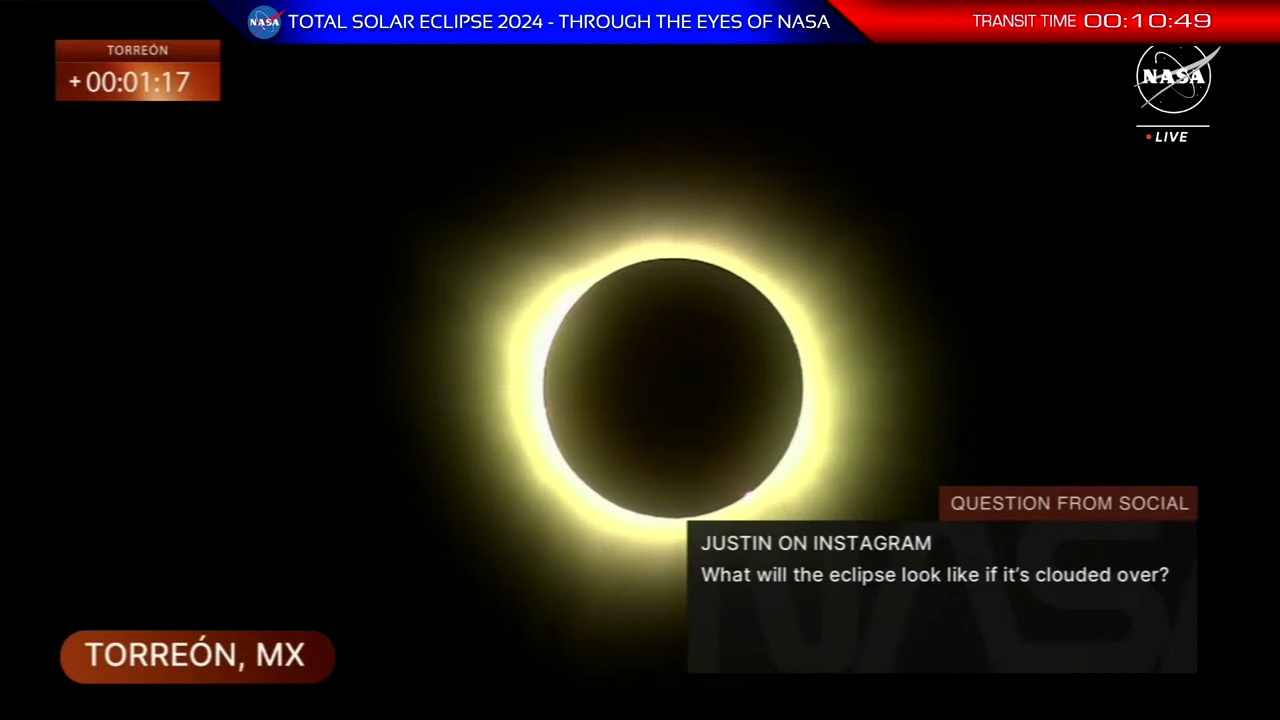 TOTAL SOLAR ECLIPSE 2024 - THROUGH THE EYES OF NASA
TRANSIT TIME 00:10:49
TORREÓN
+ 00:01:17
NASA
LIVE
QUESTION FROM SOCIAL
JUSTIN ON INSTAGRAM
What will the eclipse look like if it's clouded over?
TORREÓN, MX